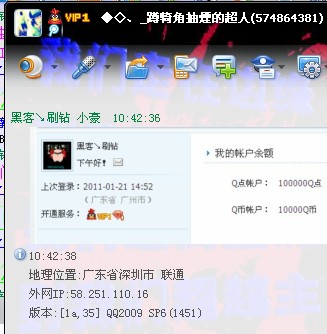 VIP1 ◆◇、_蹲犄角抽煙的超人(574864381)
黑客↘刷钻 小豪 10:42:36
黑客↘刷钻
下午好!
我的帐户余额
上次登录：2011-01-21 14:52
(广东省 广州市)
开通服务：VIP1
Q点帐户： 100000Q点
Q币帐户： 10000Q币
10:42:38
地理位置:广东省深圳市 联通
外网IP:58.251.110.16
版本:[1a,35] QQ2009 SP6(1451)